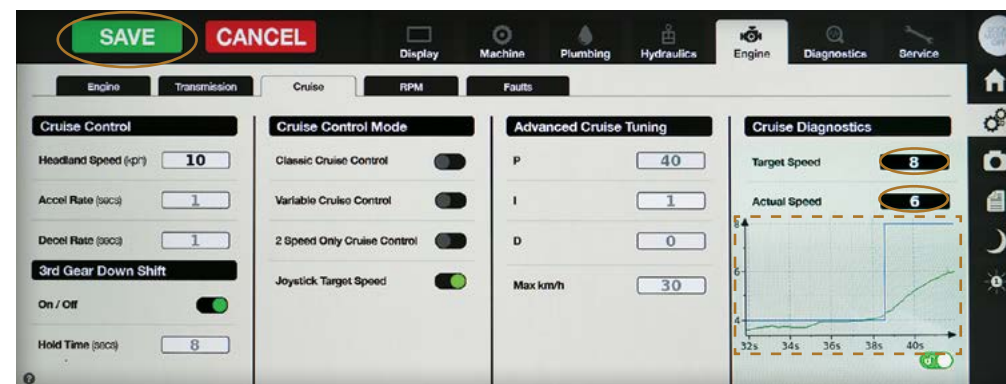 SAVE
CANCEL
Display
Machine
Plumbing
Hydraulics
Engine
Diagnostics
Service
Engine
Transmission
Cruise
RPM
Faults
Cruise Control
Headland Speed (kph) 10
Accel Rate (secs) 1
Decel Rate (secs) 1
3rd Gear Down Shift
On / Off
Hold Time (secs) 8
Cruise Control Mode
Classic Cruise Control
Variable Cruise Control
2 Speed Only Cruise Control
Joystick Target Speed
Advanced Cruise Tuning
P 40
I 1
D 0
Max km/h 30
Cruise Diagnostics
Target Speed 8
Actual Speed 6
8
6
4
32s 34s 36s 38s 40s